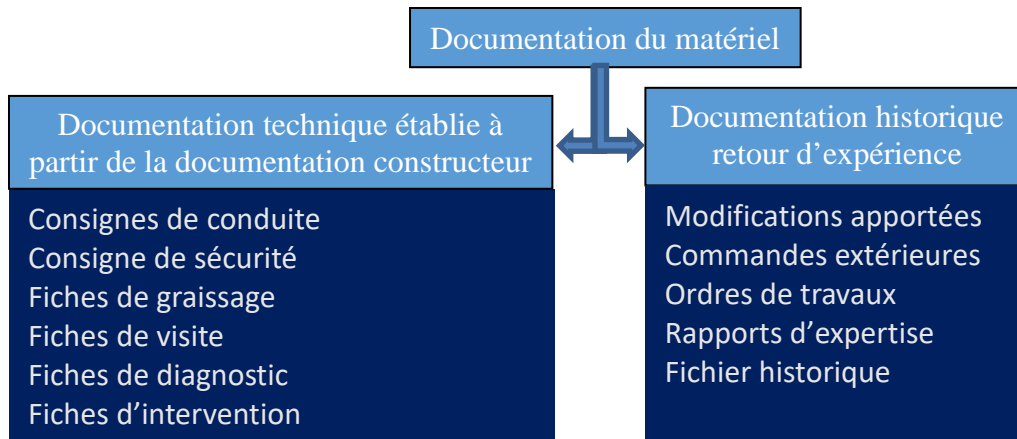 Documentation du matériel
Documentation technique établie à
partir de la documentation constructeur
Consignes de conduite
Consigne de sécurité
Fiches de graissage
Fiches de visite
Fiches de diagnostic
Fiches d’intervention
Documentation historique
retour d’expérience
Modifications apportées
Commandes extérieures
Ordres de travaux
Rapports d’expertise
Fichier historique